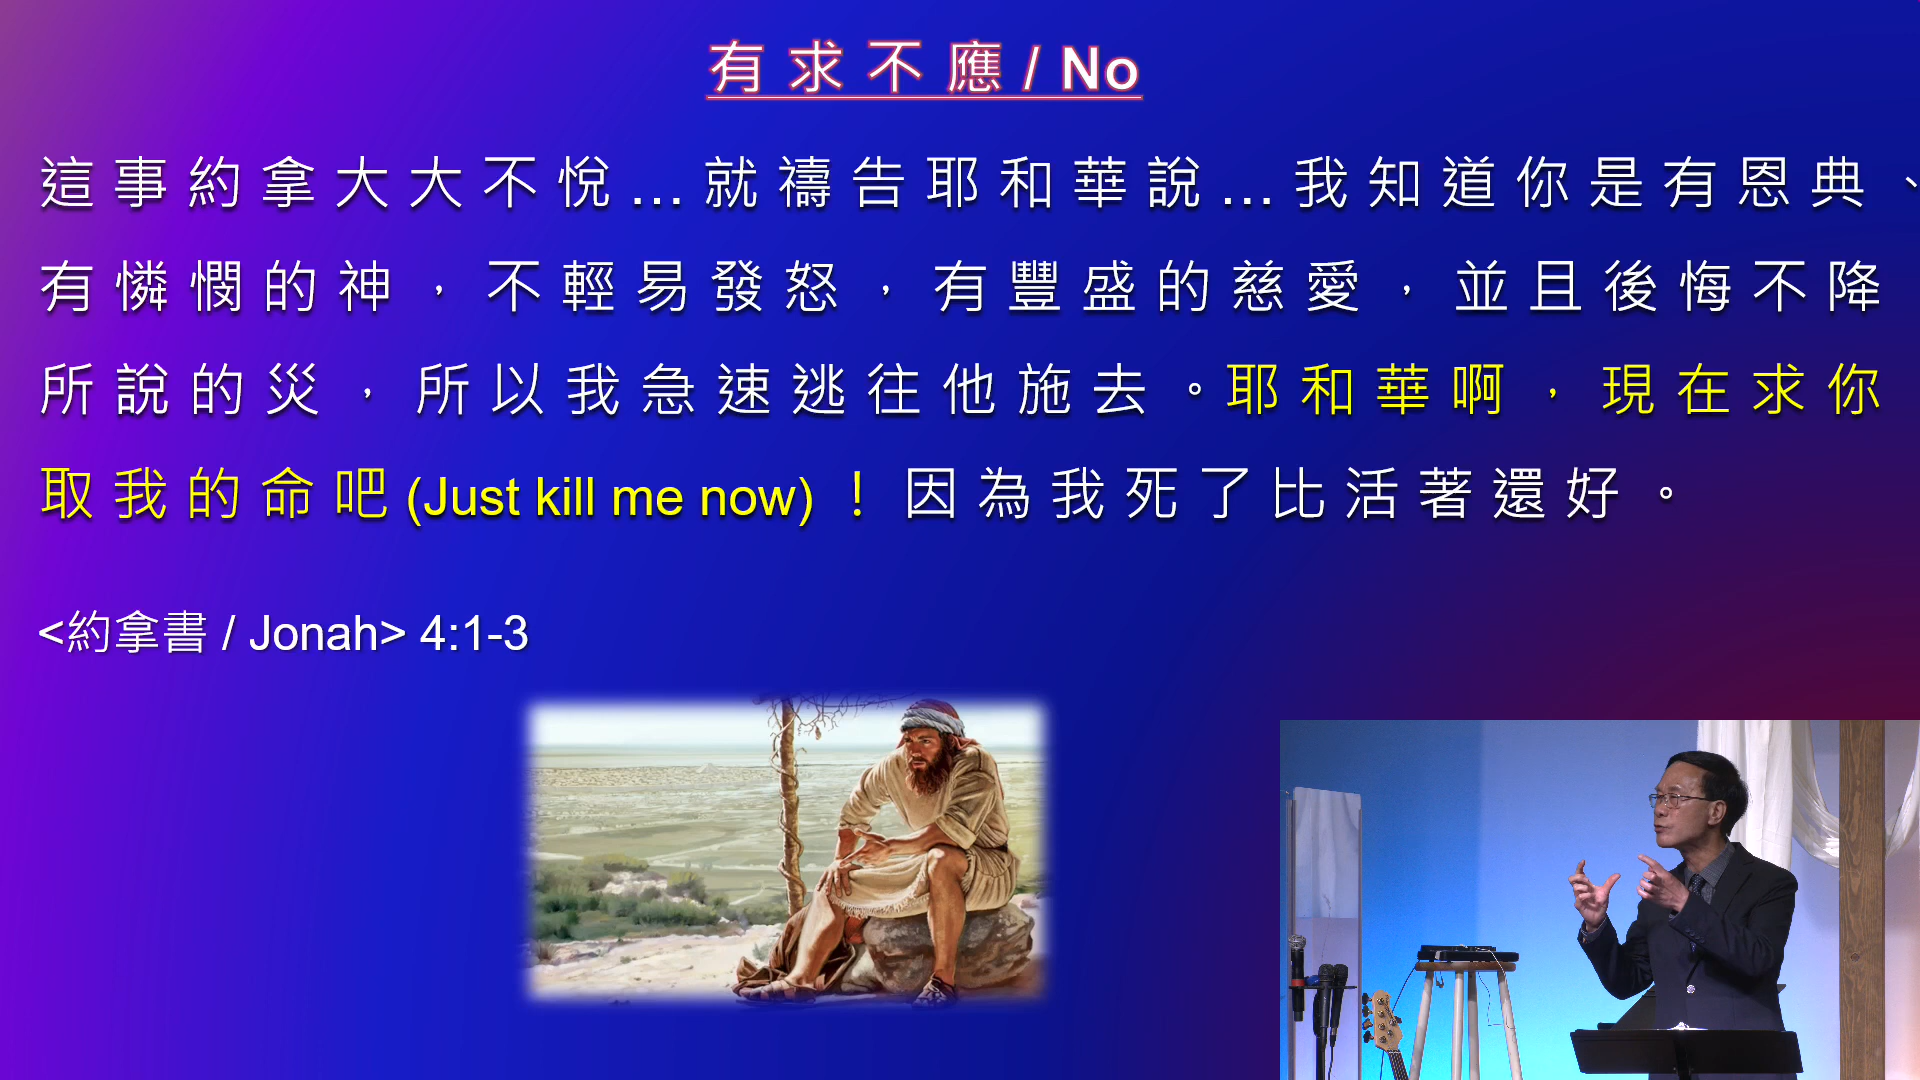 有求不應 / No
這事約拿大大不悅…就禱告耶和華說…我知道你是有恩典、
有憐憫的神，不輕易發怒，有豐盛的慈愛，並且後悔不降
所說的災，所以我急速逃往他施去。耶和華啊，現在求你
取我的命吧(Just kill me now)！因為我死了比活著還好。
<約拿書 / Jonah> 4:1-3